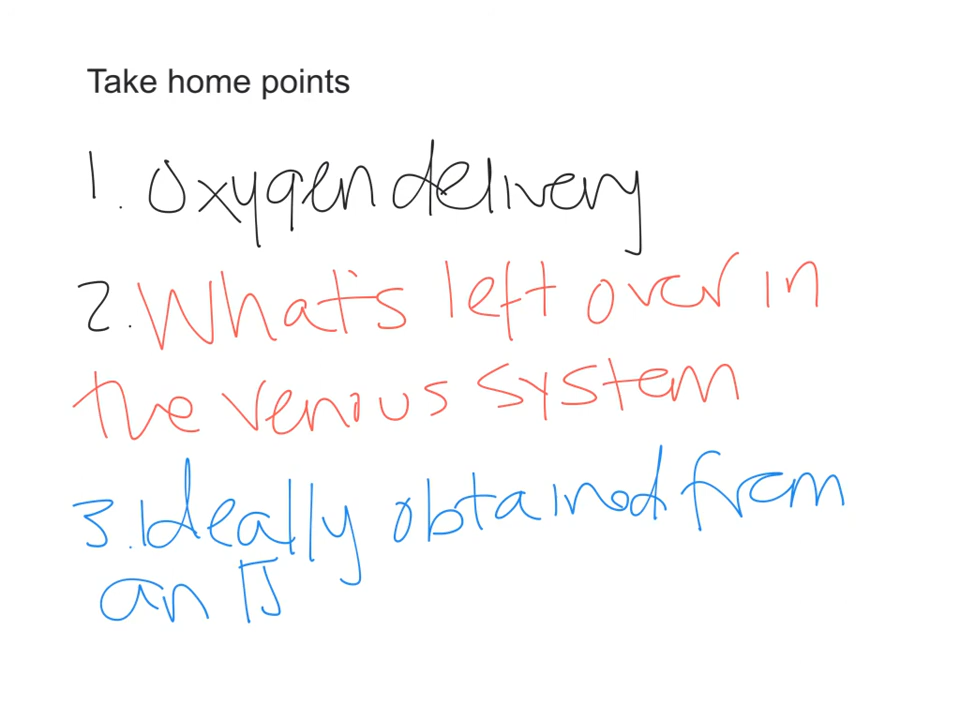 Take home points
1. Oxygen delivery
2. What's left over in
the venous system
3. Ideally obtained from
an IJ